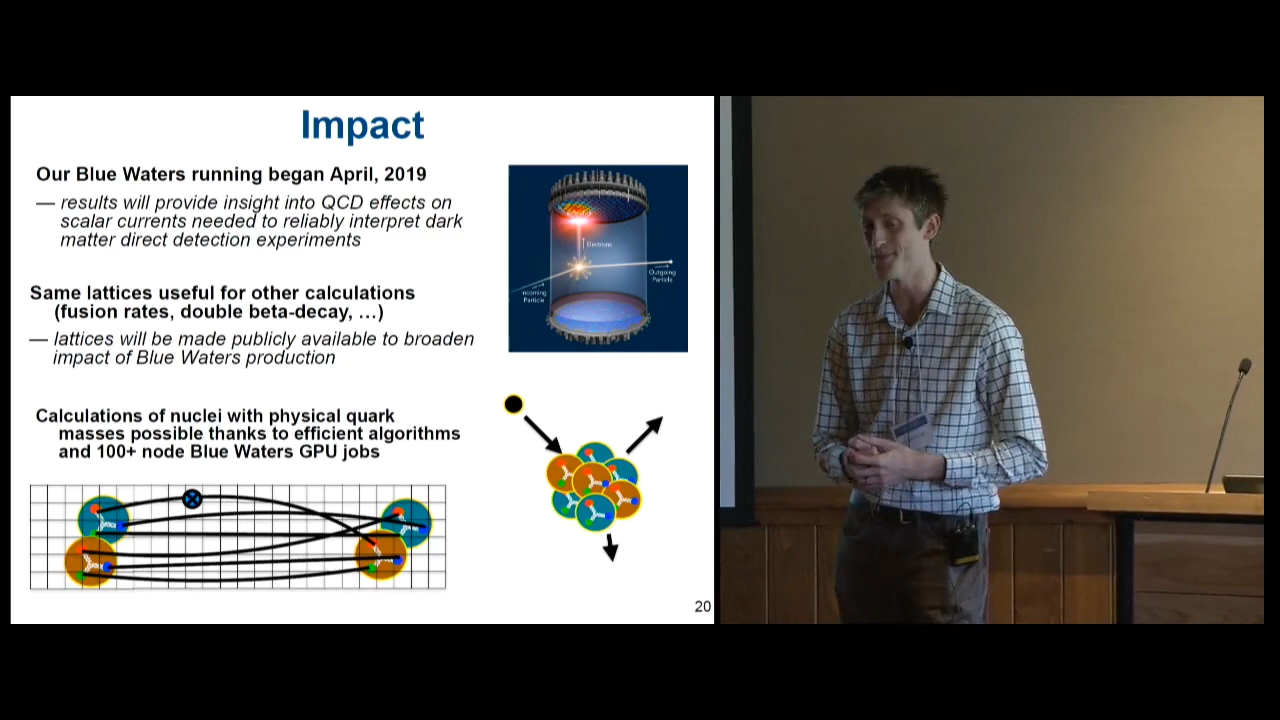 Impact
Our Blue Waters running began April, 2019
— results will provide insight into QCD effects on
scalar currents needed to reliably interpret dark
matter direct detection experiments
Same lattices useful for other calculations
(fusion rates, double beta-decay, …)
— lattices will be made publicly available to broaden
impact of Blue Waters production
Calculations of nuclei with physical quark
masses possible thanks to efficient algorithms
and 100+ node Blue Waters GPU jobs
Electrons
Outgoing
Particle
Incoming
Particle
20